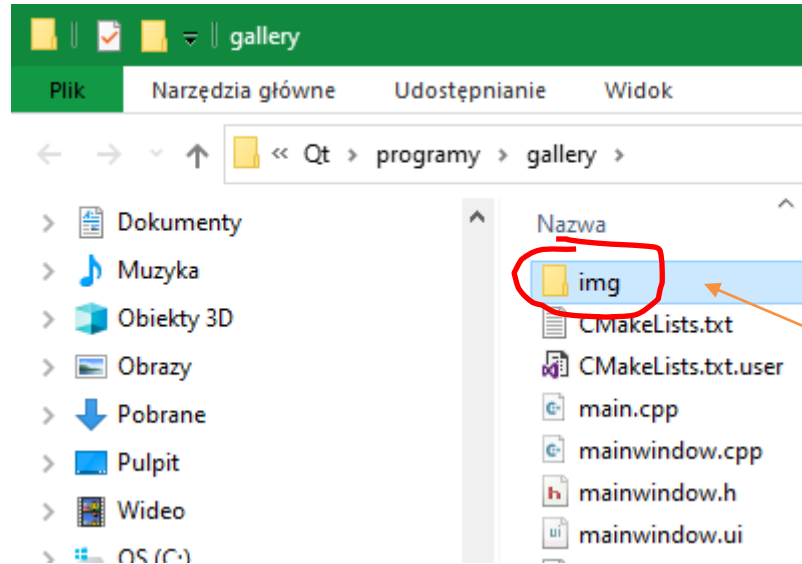 gallery
Plik Narzędzia główne Udostępnianie Widok
« Qt > programy > gallery >
Dokumenty
Muzyka
Obiekty 3D
Obrazy
Pobrane
Pulpit
Wideo
OS (C:)
Nazwa
img
CMakeLists.txt
CMakeLists.txt.user
main.cpp
mainwindow.cpp
mainwindow.h
mainwindow.ui